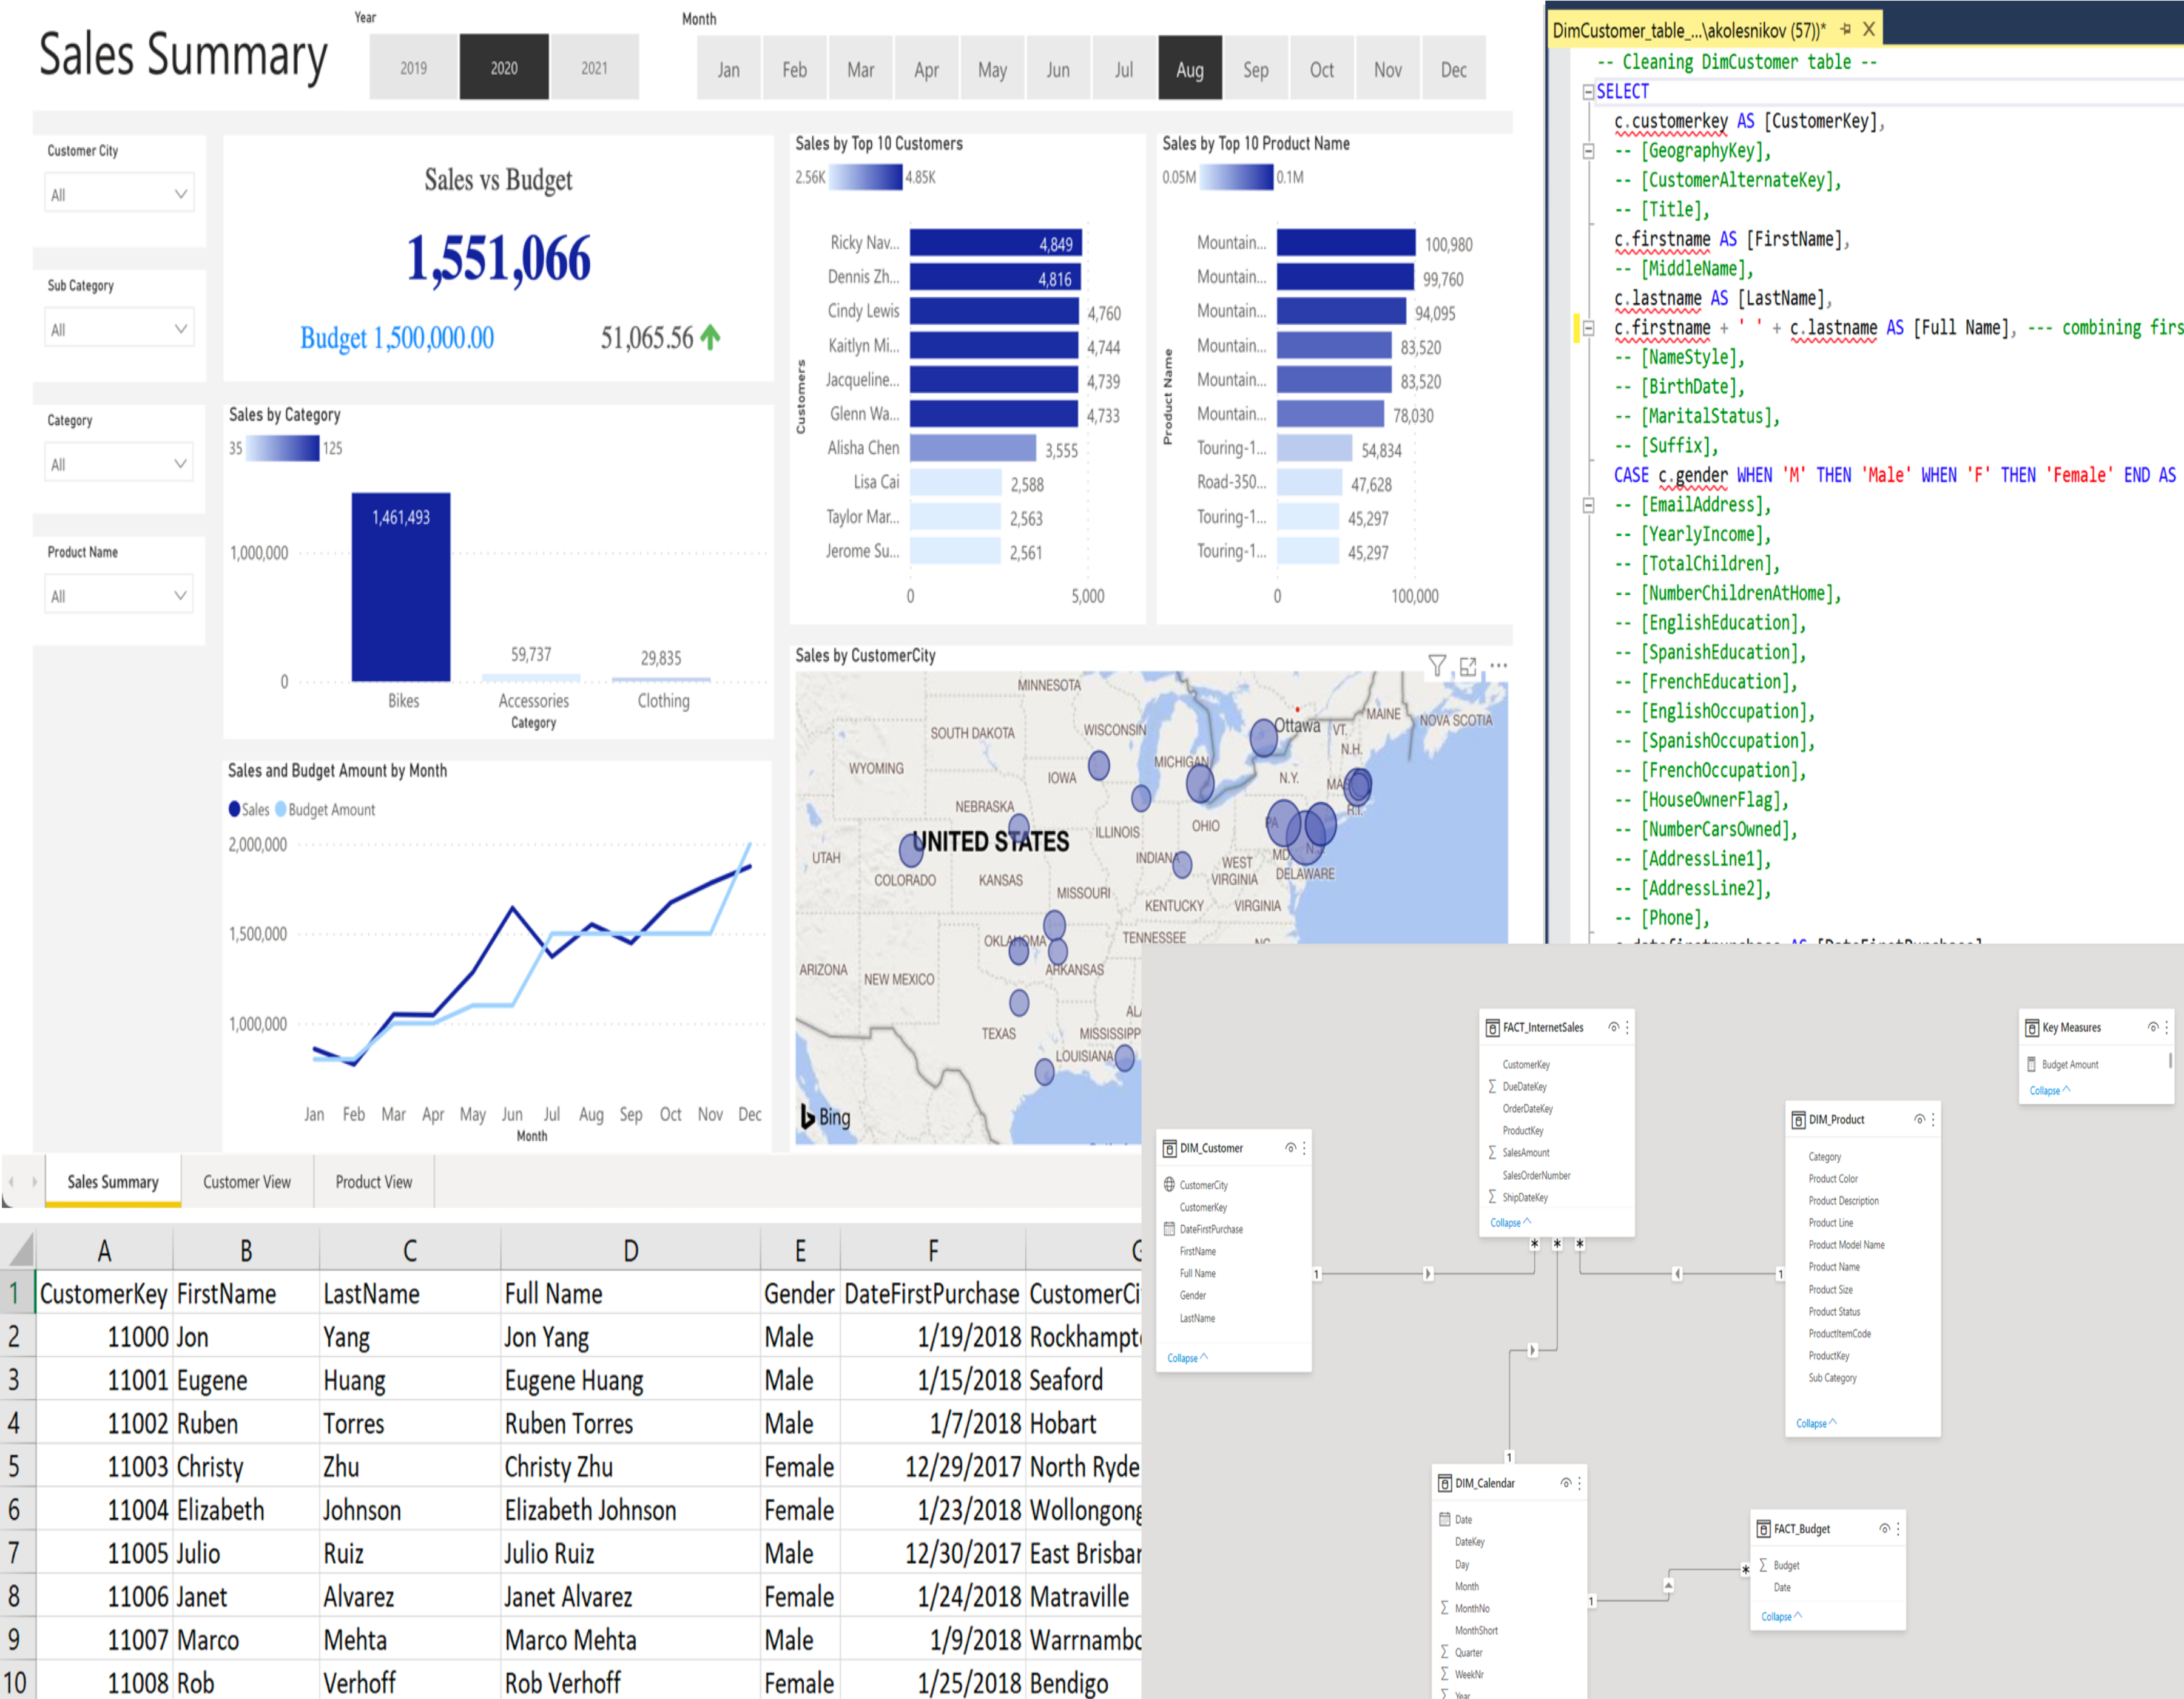 Sales Summary
Year
2019 2020 2021
Month
Jan Feb Mar Apr May Jun Jul Aug Sep Oct Nov Dec
Customer City
All
Sub Category
All
Category
All
Product Name
All
Sales vs Budget
1,551,066
Budget 1,500,000.00 51,065.56
Sales by Category
35 125
1,461,493
59,737
29,835
1,000,000
0
Bikes Accessories Clothing
Category
Sales and Budget Amount by Month
Sales Budget Amount
2,000,000
1,500,000
1,000,000
Jan Feb Mar Apr May Jun Jul Aug Sep Oct Nov Dec
Month
Sales by Top 10 Customers
2.56K 4.85K
Customers
Ricky Nav... 4,849
Dennis Zh... 4,816
Cindy Lewis 4,760
Kaitlyn Mi... 4,744
Jacqueline... 4,739
Glenn Wa... 4,733
Alisha Chen 3,555
Lisa Cai 2,588
Taylor Mar... 2,563
Jerome Su... 2,561
0 5,000
Sales by Top 10 Product Name
0.05M 0.1M
Product Name
Mountain... 100,980
Mountain... 99,760
Mountain... 94,095
Mountain... 83,520
Mountain... 83,520
Mountain... 78,030
Touring-1... 54,834
Road-350... 47,628
Touring-1... 45,297
Touring-1... 45,297
0 100,000
Sales by CustomerCity
MINNESOTA
SOUTH DAKOTA
WISCONSIN
Ottawa
VT.
MAINE
NOVA SCOTIA
N.H.
WYOMING
IOWA
MICHIGAN
N.Y.
MAS
R.I.
NEBRASKA
ILLINOIS
OHIO
PA
UNITED STATES
UTAH
COLORADO
KANSAS
INDIANA
WEST
VIRGINIA
MD.
N.J.
DELAWARE
MISSOURI
KENTUCKY
VIRGINIA
OKLAHOMA
TENNESSEE
NC
ARIZONA
NEW MEXICO
ARKANSAS
AL
TEXAS
MISSISSIPP
LOUISIANA
Bing
Sales Summary Customer View Product View
DimCustomer_table_...\akolesnikov (57))*
-- Cleaning DimCustomer table --
SELECT
c.customerkey AS [CustomerKey],
-- [GeographyKey],
-- [CustomerAlternateKey],
-- [Title],
c.firstname AS [FirstName],
-- [MiddleName],
c.lastname AS [LastName],
c.firstname + ' ' + c.lastname AS [Full Name], --- combining firs
-- [NameStyle],
-- [BirthDate],
-- [MaritalStatus],
-- [Suffix],
CASE c.gender WHEN 'M' THEN 'Male' WHEN 'F' THEN 'Female' END AS
-- [EmailAddress],
-- [YearlyIncome],
-- [TotalChildren],
-- [NumberChildrenAtHome],
-- [EnglishEducation],
-- [SpanishEducation],
-- [FrenchEducation],
-- [EnglishOccupation],
-- [SpanishOccupation],
-- [FrenchOccupation],
-- [HouseOwnerFlag],
-- [NumberCarsOwned],
-- [AddressLine1],
-- [AddressLine2],
-- [Phone],
c.datefirstpurchase AS [DateFirstPurchase]
A B C D E F G
1 CustomerKey FirstName LastName Full Name Gender DateFirstPurchase CustomerCi
2 11000 Jon Yang Jon Yang Male 1/19/2018 Rockhampt
3 11001 Eugene Huang Eugene Huang Male 1/15/2018 Seaford
4 11002 Ruben Torres Ruben Torres Male 1/7/2018 Hobart
5 11003 Christy Zhu Christy Zhu Female 12/29/2017 North Ryde
6 11004 Elizabeth Johnson Elizabeth Johnson Female 1/23/2018 Wollongong
7 11005 Julio Ruiz Julio Ruiz Male 12/30/2017 East Brisbar
8 11006 Janet Alvarez Janet Alvarez Female 1/24/2018 Matraville
9 11007 Marco Mehta Marco Mehta Male 1/9/2018 Warrnambo
10 11008 Rob Verhoff Rob Verhoff Female 1/25/2018 Bendigo
FACT_InternetSales
CustomerKey
DueDateKey
OrderDateKey
ProductKey
SalesAmount
SalesOrderNumber
ShipDateKey
Collapse
Key Measures
Budget Amount
Collapse
DIM_Customer
CustomerCity
CustomerKey
DateFirstPurchase
FirstName
Full Name
Gender
LastName
Collapse
DIM_Product
Category
Product Color
Product Description
Product Line
Product Model Name
Product Name
Product Size
Product Status
ProductItemCode
ProductKey
Sub Category
Collapse
* * *
1
1
1
DIM_Calendar
Date
DateKey
Day
Month
MonthNo
MonthShort
Quarter
WeekNr
Year
1
*
FACT_Budget
Budget
Date
Collapse